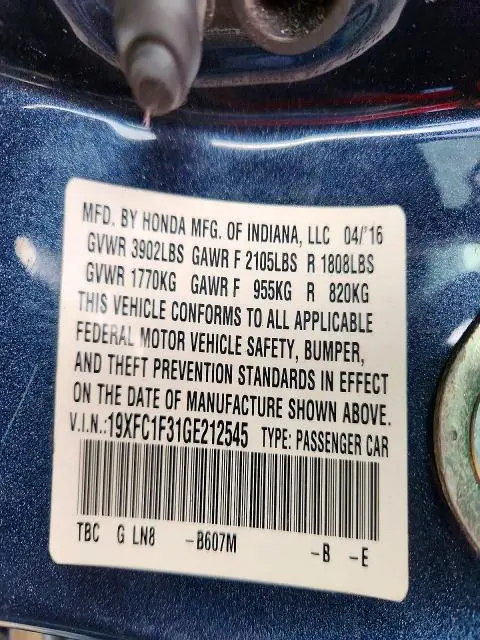 MFD. BY HONDA MFG. OF INDIANA, LLC 04/'16
GVWR 3902LBS GAWR F 2105LBS R 1808LBS
GVWR 1770KG GAWR F 955KG R 820KG
THIS VEHICLE CONFORMS TO ALL APPLICABLE
FEDERAL MOTOR VEHICLE SAFETY, BUMPER,
AND THEFT PREVENTION STANDARDS IN EFFECT
ON THE DATE OF MANUFACTURE SHOWN ABOVE.
V.I.N.:19XFC1F31GE212545 TYPE: PASSENGER CAR
TBC G LN8 -B607M -B -E